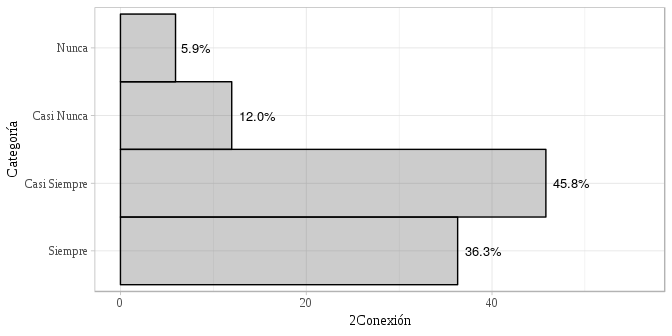 Categoría
Nunca
5.9%
Casi Nunca
12.0%
Casi Siempre
45.8%
Siempre
36.3%
0
20
40
2Conexión